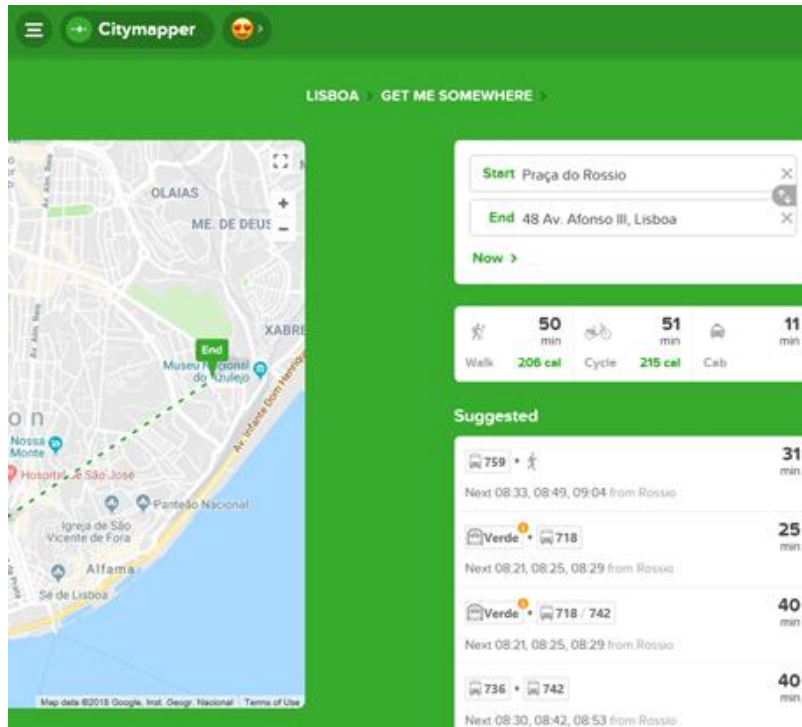 Citymapper
LISBOA > GET ME SOMEWHERE >
OLAIAS
ME. DE DEUS
XABRE
End
Museu Nacional
do Azulejo
Av. Infante Dom Henrique
o n
Nossa
Monte
Hospital de São José
Panteão Nacional
Igreja de São
Vicente de Fora
Alfama
Sé de Lisboa
Map data ©2018 Google, Inst. Geogr. Nacional Terms of Use
Start Praça do Rossio
End 48 Av. Afonso III, Lisboa
Now >
50 51 11
min min min
Walk 206 cal Cycle 215 cal Cab
Suggested
759 31
min
Next 08:33, 08:49, 09:04 from Rossio
Verde • 718 25
min
Next 08:21, 08:25, 08:29 from Rossio
Verde • 718 / 742 40
min
Next 08:21, 08:25, 08:29 from Rossio
736 • 742 40
min
Next 08:30, 08:42, 08:53 from Rossio